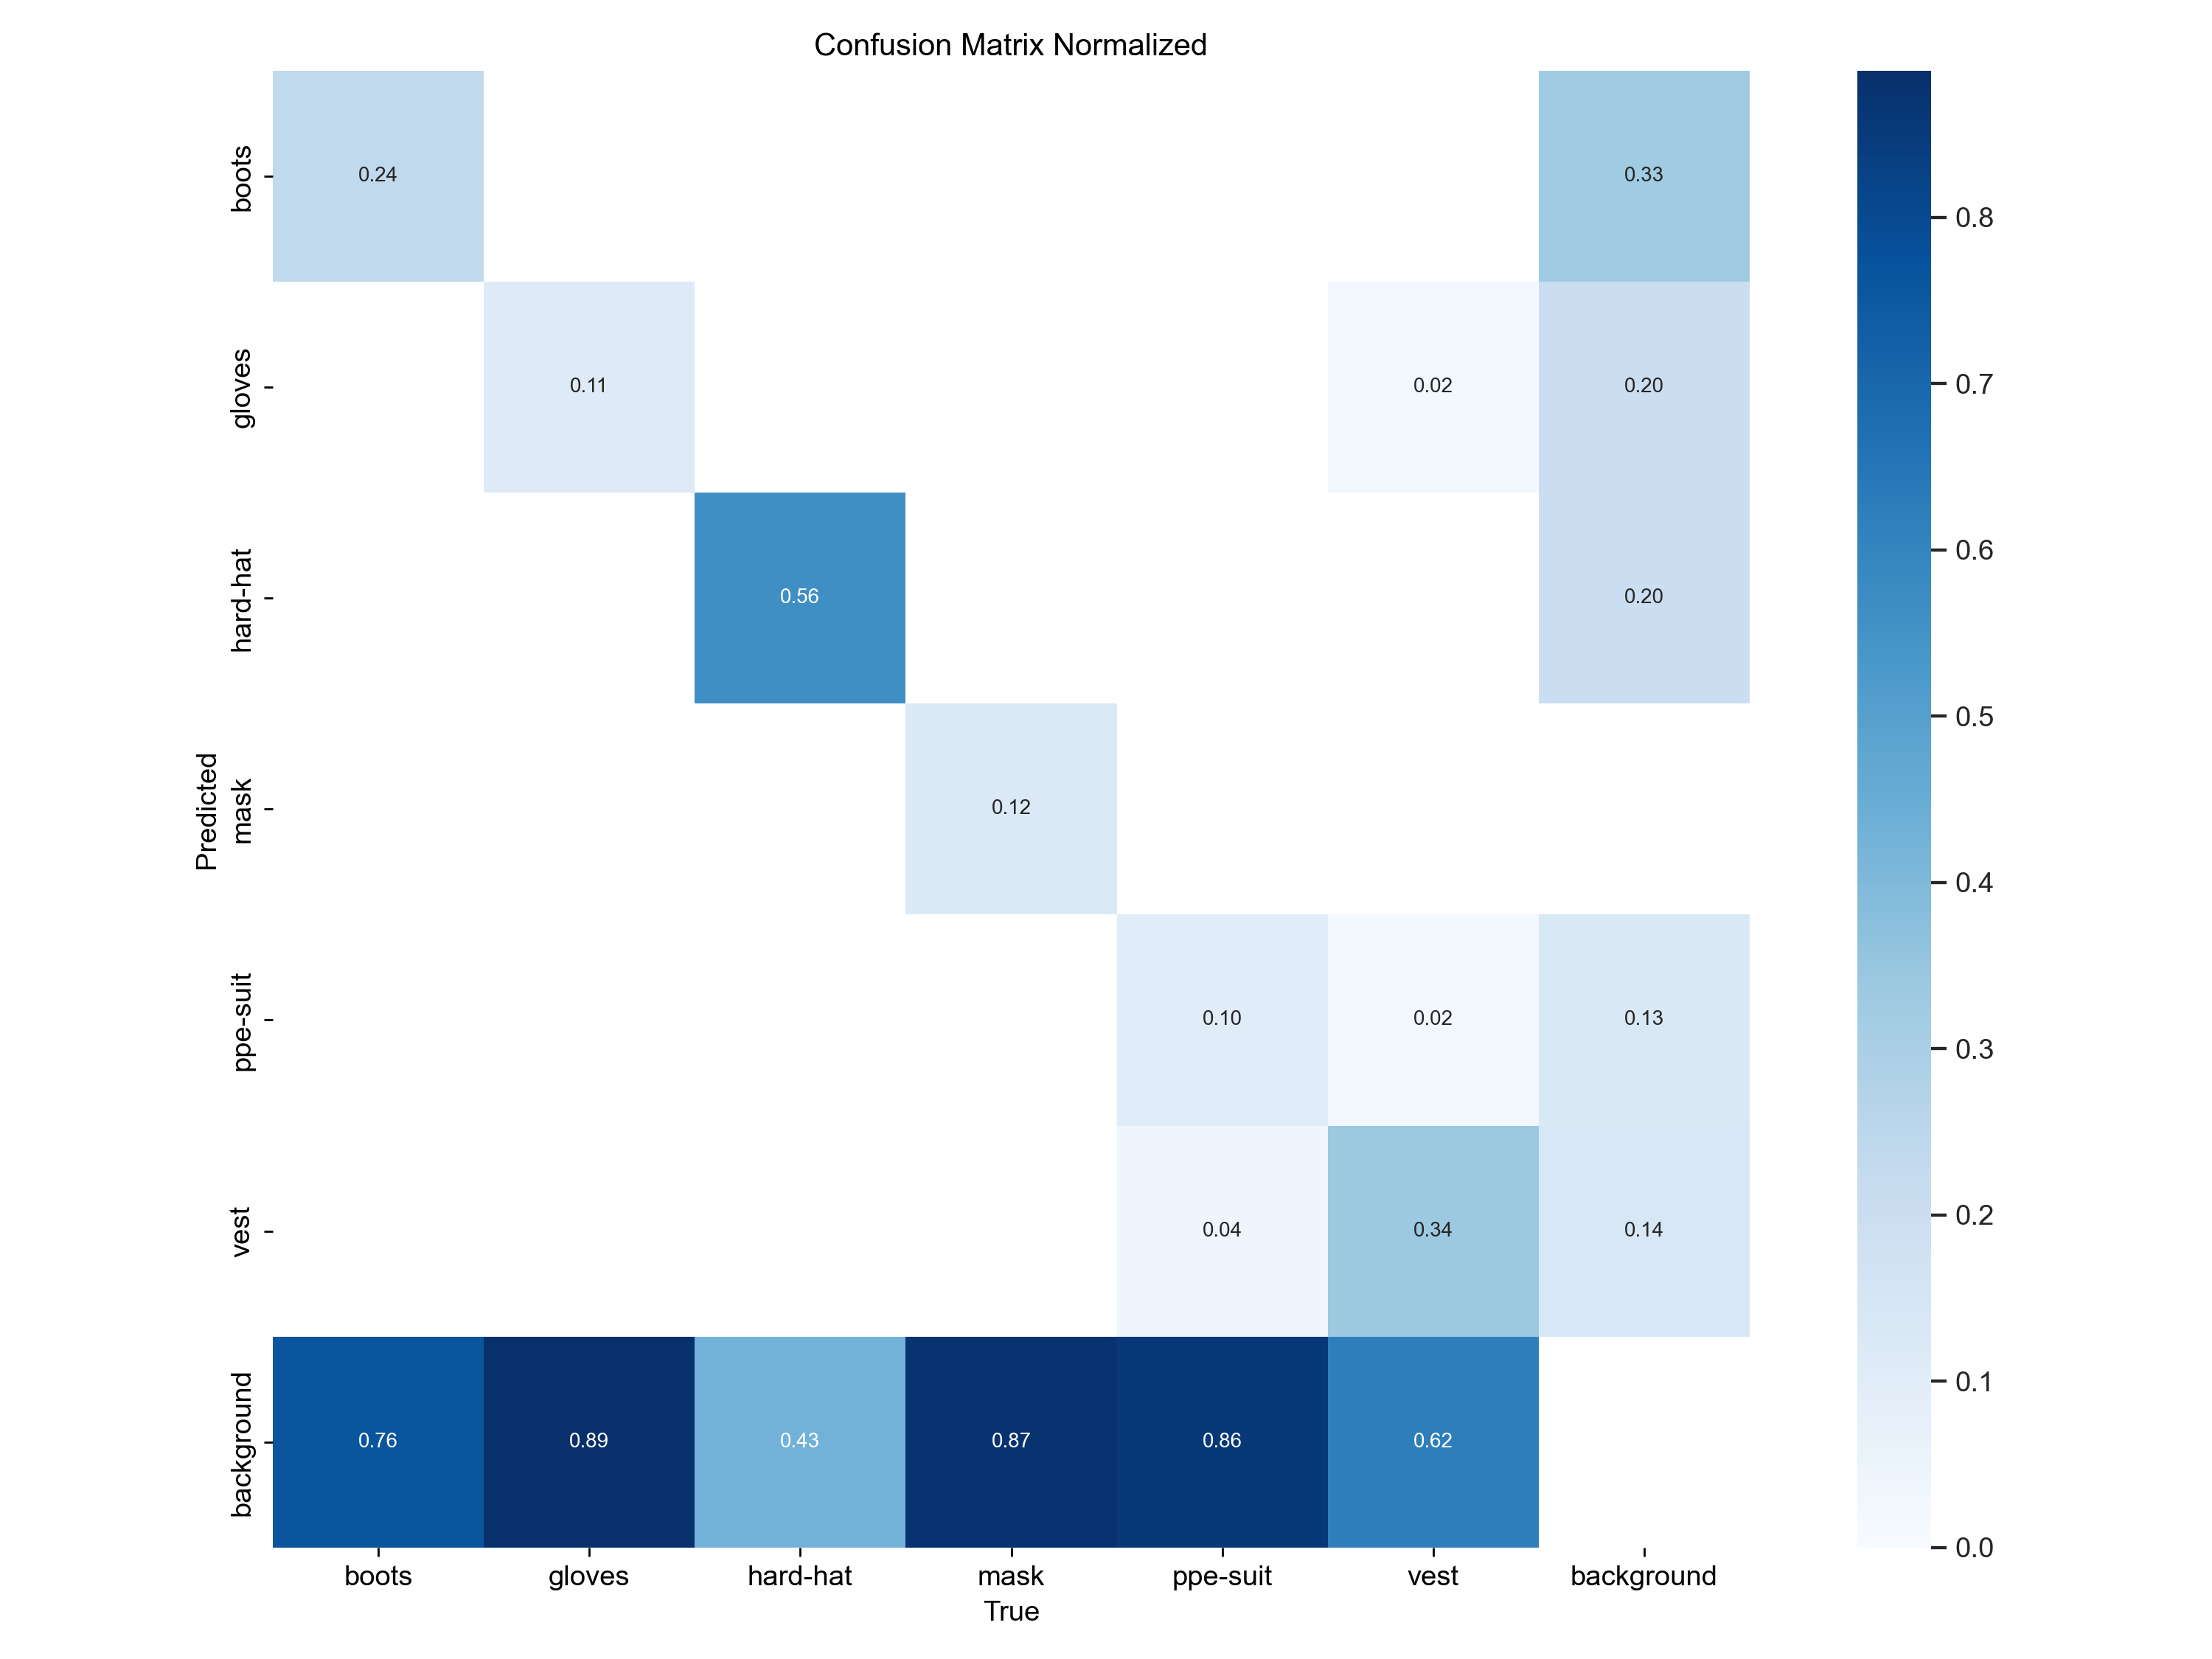 Confusion Matrix Normalized
boots
0.24
0.33
gloves
0.11
0.02
0.20
hard-hat
0.56
0.20
Predicted
mask
0.12
ppe-suit
0.10
0.02
0.13
vest
0.04
0.34
0.14
background
0.76
0.89
0.43
0.87
0.86
0.62
boots gloves hard-hat mask ppe-suit vest background
True
0.8
0.7
0.6
0.5
0.4
0.3
0.2
0.1
0.0